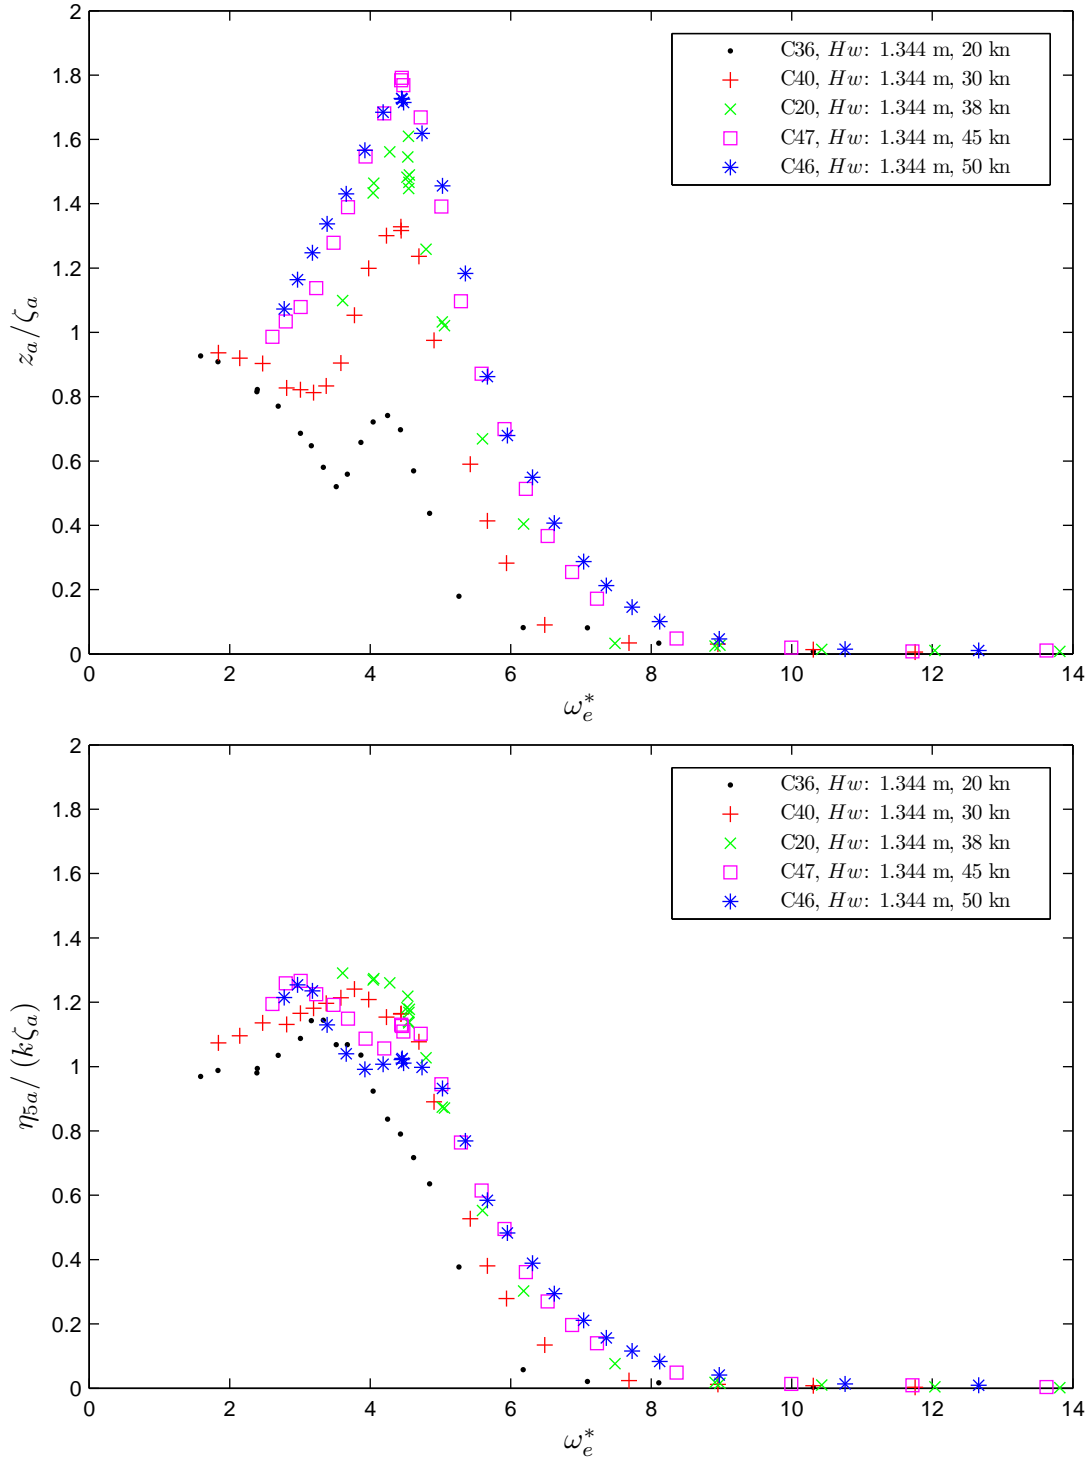 2
1.8
1.6
1.4
1.2
1
0.8
0.6
0.4
0.2
0
z_a/ζ_a
C36, Hw: 1.344 m, 20 kn
C40, Hw: 1.344 m, 30 kn
C20, Hw: 1.344 m, 38 kn
C47, Hw: 1.344 m, 45 kn
C46, Hw: 1.344 m, 50 kn
0 2 4 6 8 10 12 14
ω_e^*
2
1.8
1.6
1.4
1.2
1
0.8
0.6
0.4
0.2
0
η_{5a}/(kζ_a)
C36, Hw: 1.344 m, 20 kn
C40, Hw: 1.344 m, 30 kn
C20, Hw: 1.344 m, 38 kn
C47, Hw: 1.344 m, 45 kn
C46, Hw: 1.344 m, 50 kn
0 2 4 6 8 10 12 14
ω_e^*